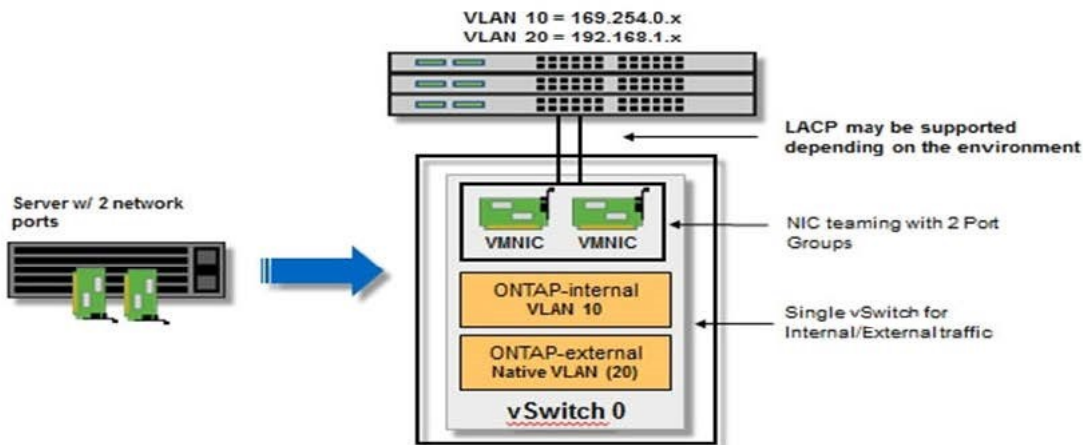 VLAN 10 = 169.254.0.x
VLAN 20 = 192.168.1.x
LACP may be supported
depending on the environment
Server w/ 2 network
ports
VMNIC
VMNIC
NIC teaming with 2 Port
Groups
ONTAP-internal
VLAN 10
ONTAP-external
Native VLAN (20)
Single vSwitch for
Internal/External traffic
vSwitch 0